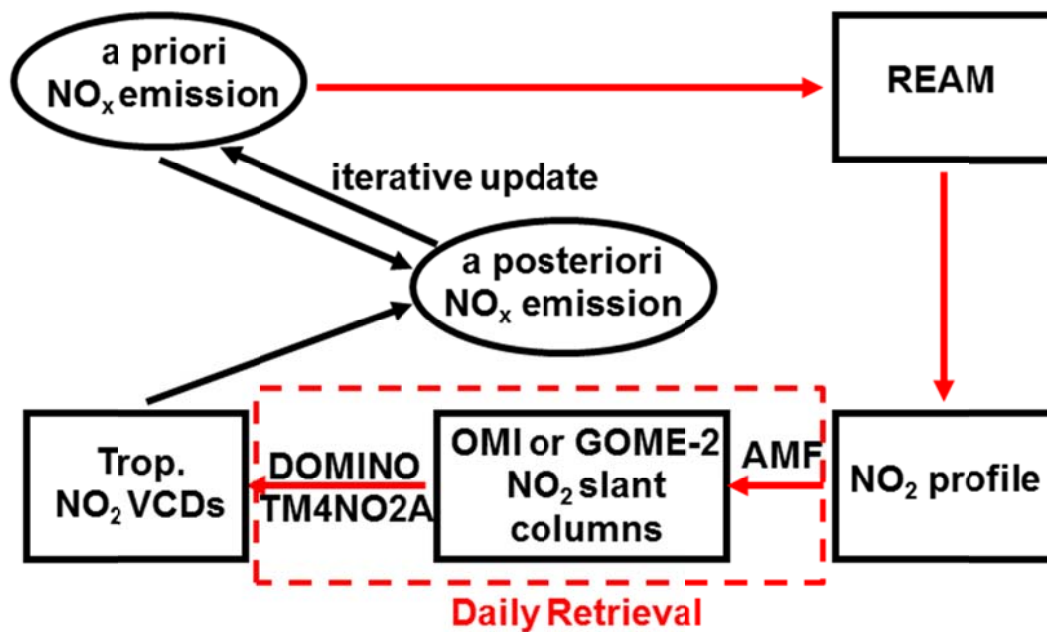 a priori
NOx emission
REAM
iterative update
a posteriori
NOx emission
Trop.
NO2 VCDs
DOMINO
TM4NO2A
OMI or GOME-2
NO2 slant
columns
AMF
NO2 profile
Daily Retrieval